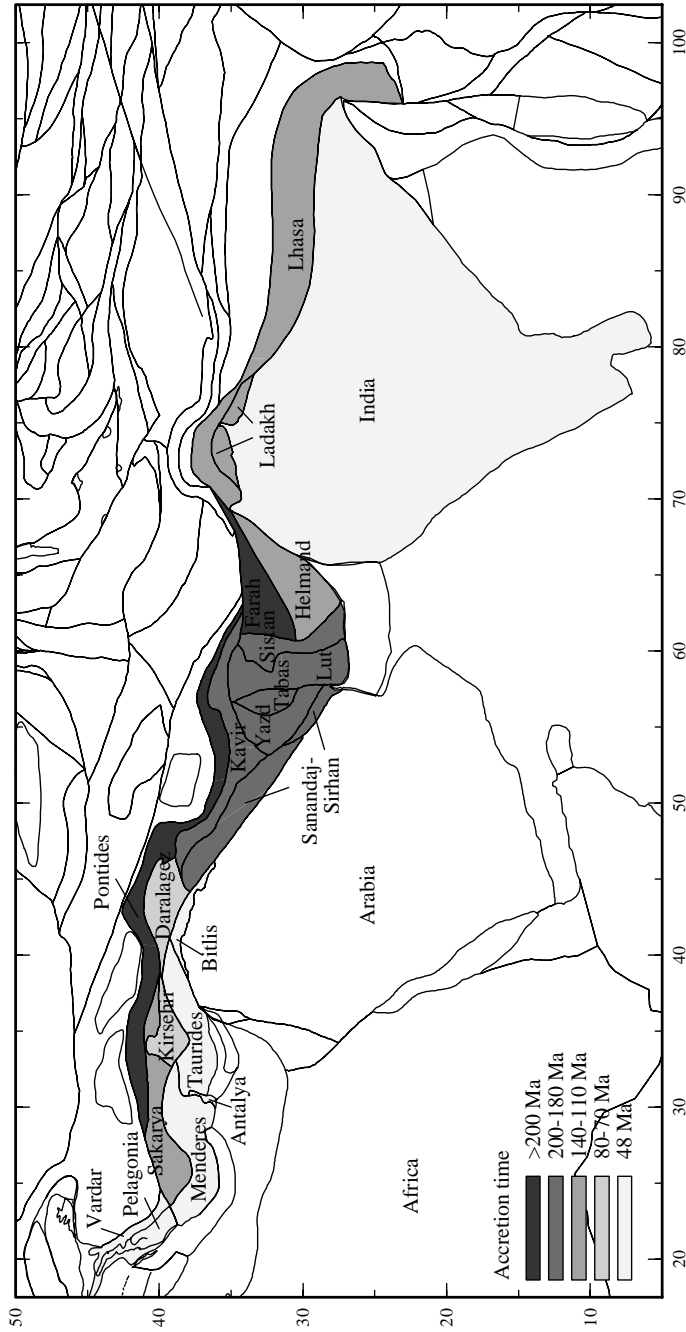 50
40
30
20
10
20
30
40
50
60
70
80
90
100
Vardar
Pelagonia
Sakarya
Menderes
Antalya
Taurides
Kirsehir
Bitlis
Pontides
Daralagez
Sanandaj-
Sirhan
Kavir
Yazd
Tabas
Lut
Sistan
Farah
Helmand
Ladakh
Lhasa
India
Arabia
Africa
Accretion time
>200 Ma
200-180 Ma
140-110 Ma
80-70 Ma
48 Ma